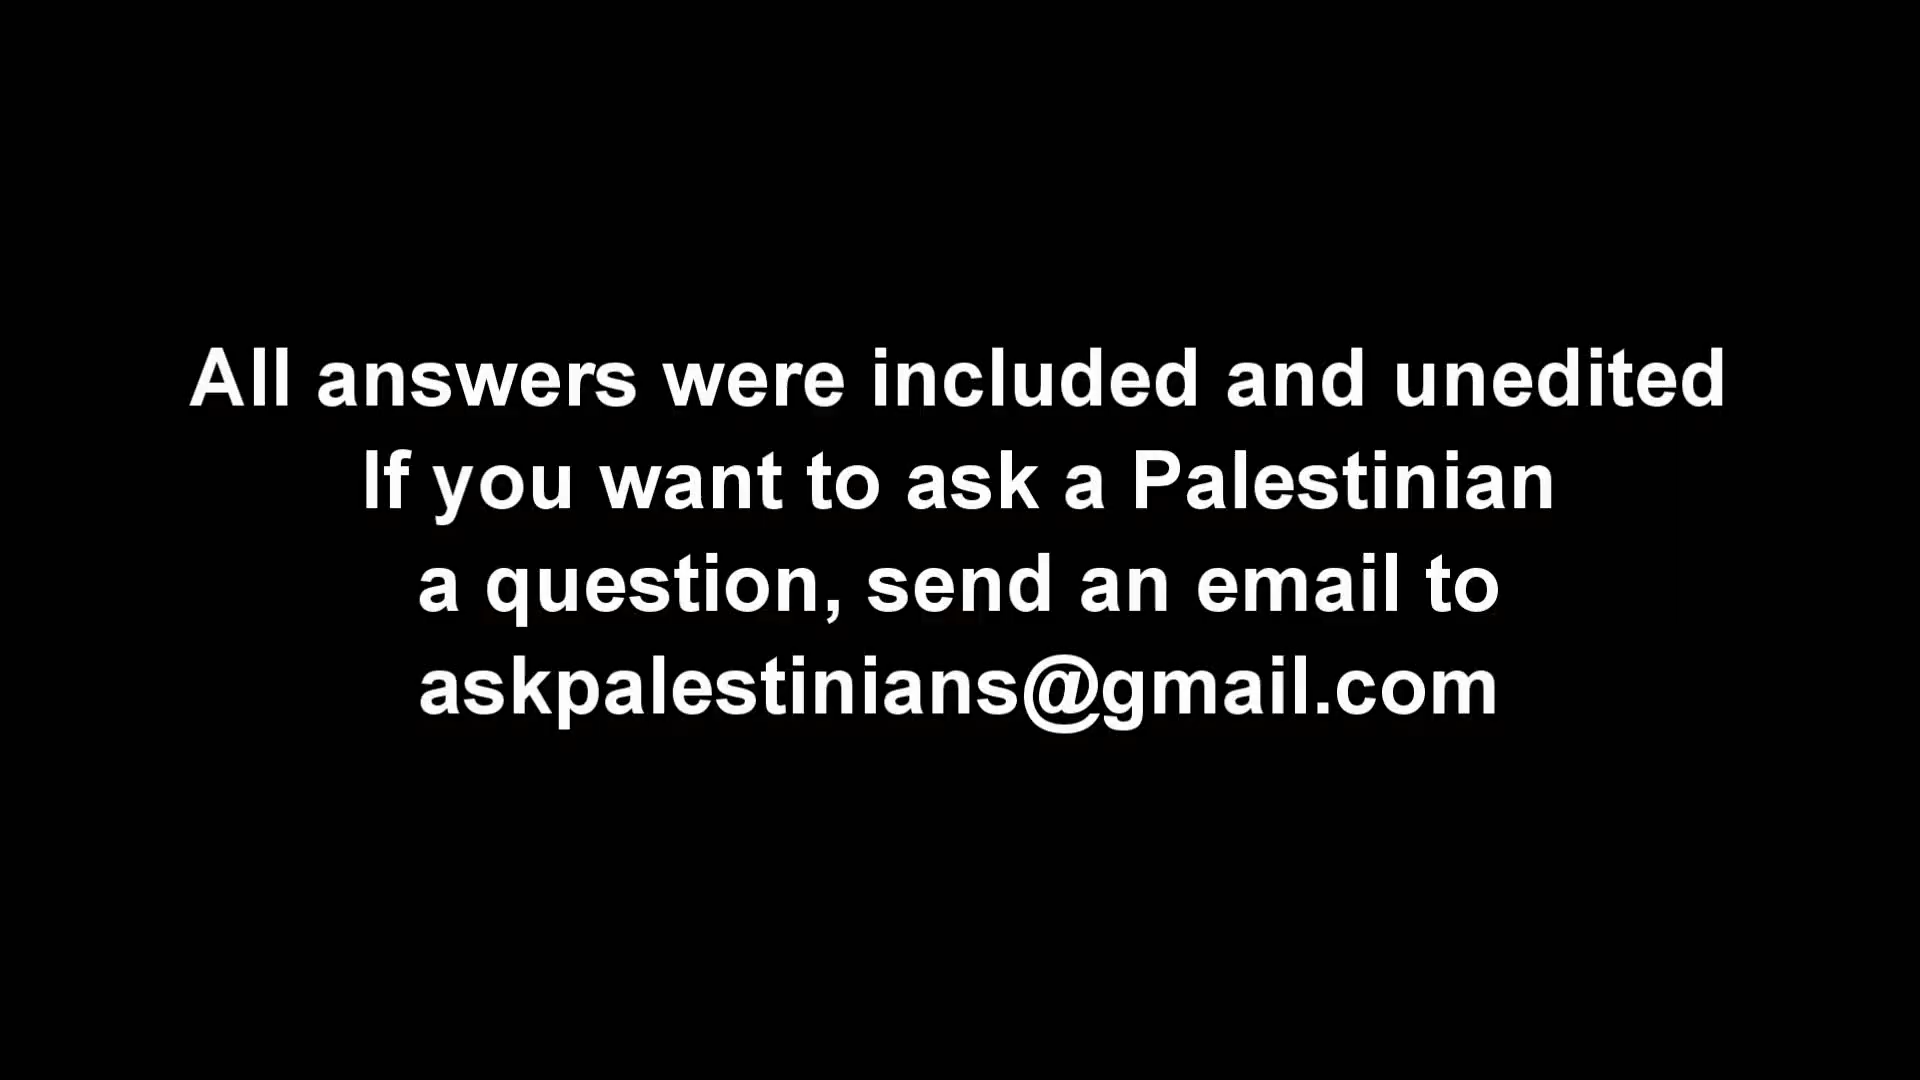 All answers were included and unedited
If you want to ask a Palestinian
a question, send an email to
askpalestinians@gmail.com